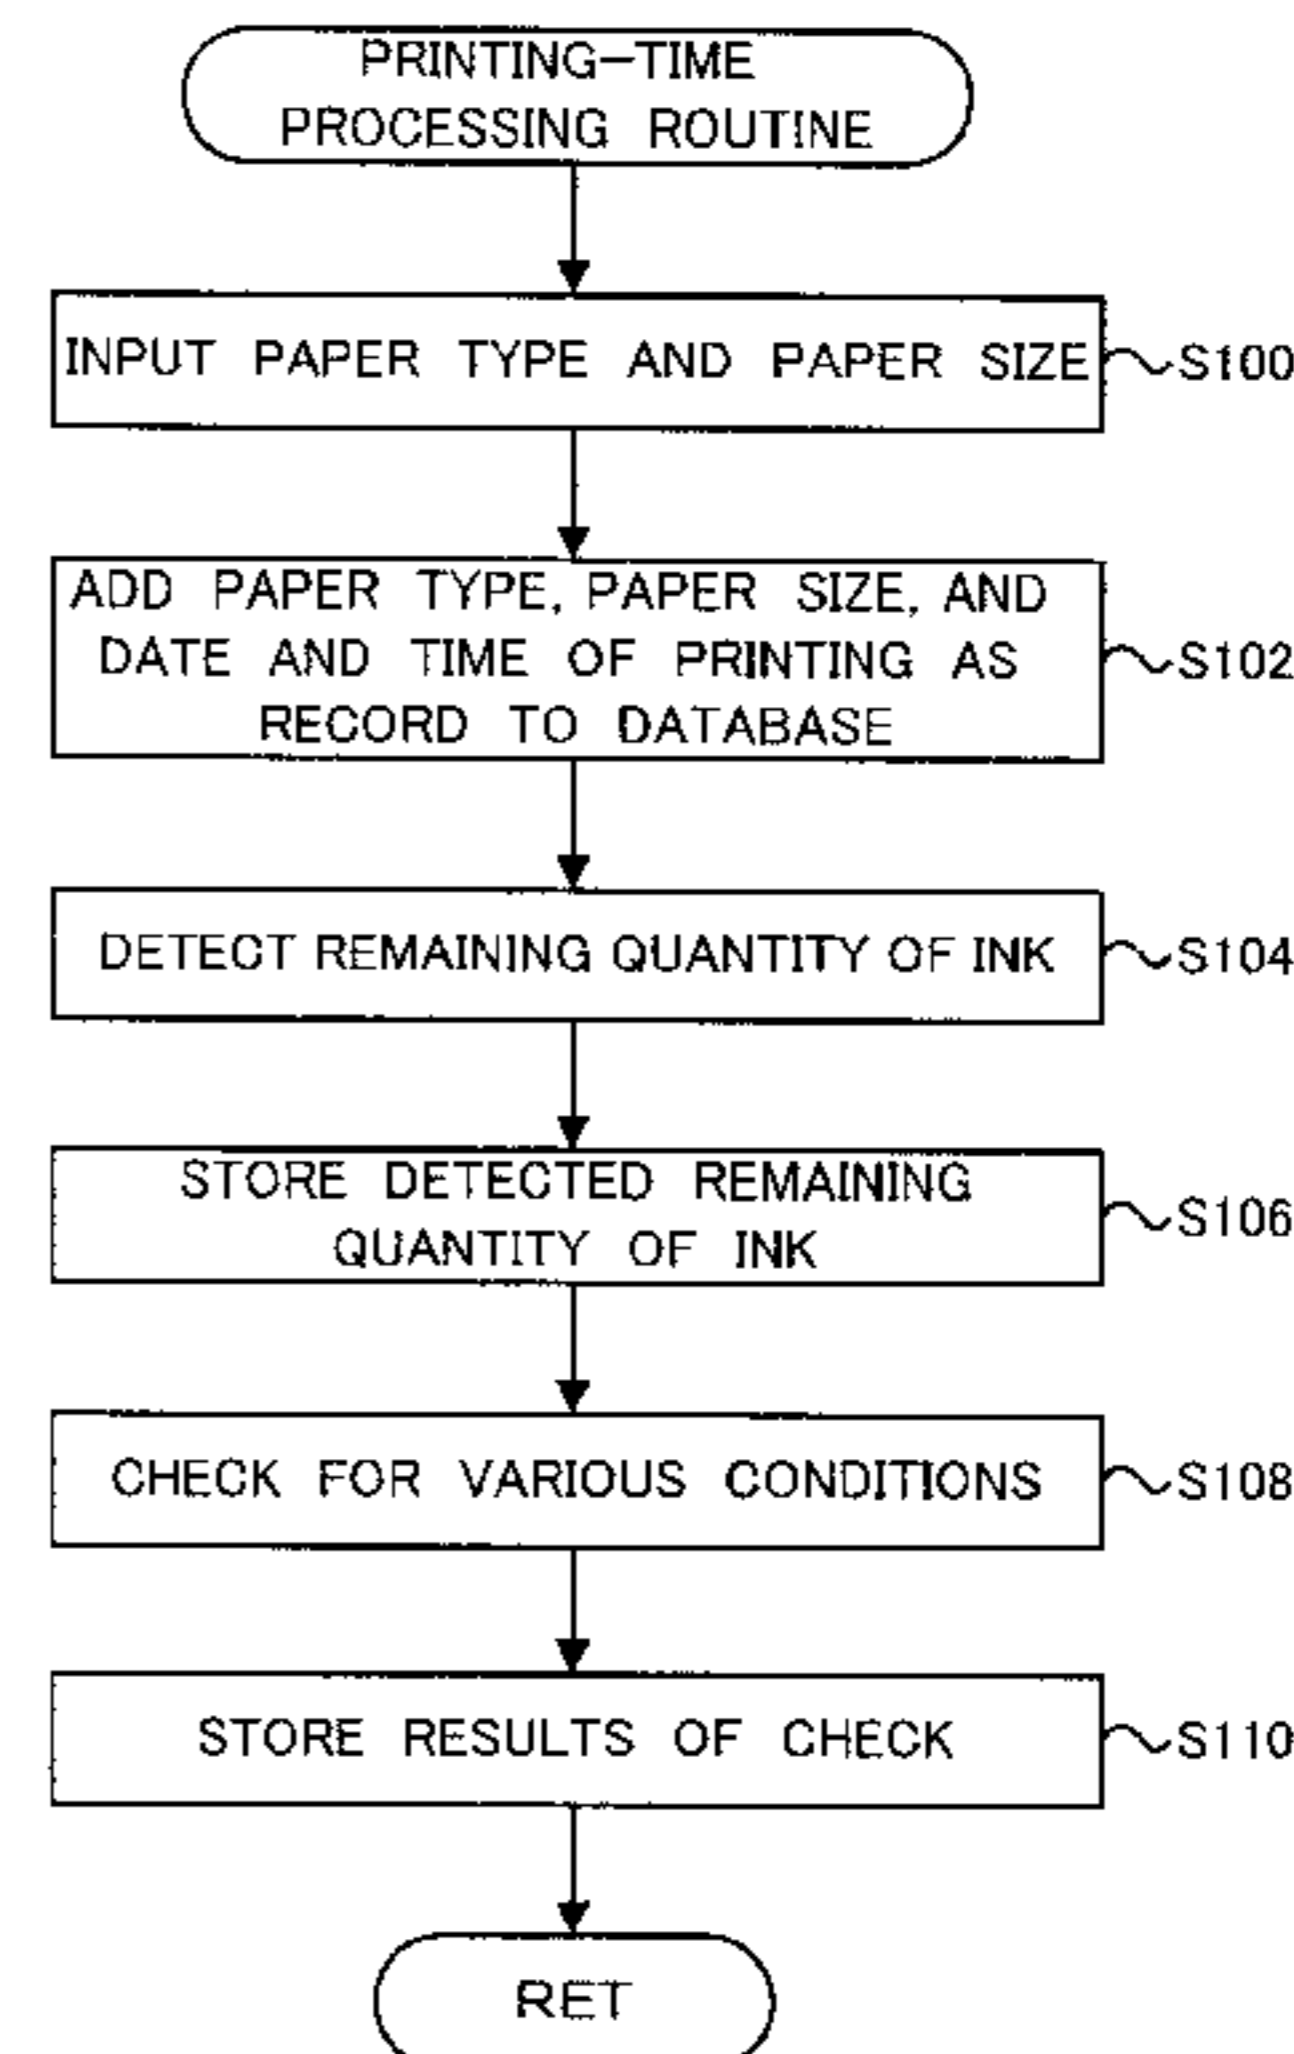 PRINTING-TIME
PROCESSING ROUTINE
INPUT PAPER TYPE AND PAPER SIZE
S100
ADD PAPER TYPE, PAPER SIZE, AND
DATE AND TIME OF PRINTING AS
RECORD TO DATABASE
S102
DETECT REMAINING QUANTITY OF INK
S104
STORE DETECTED REMAINING
QUANTITY OF INK
S106
CHECK FOR VARIOUS CONDITIONS
S108
STORE RESULTS OF CHECK
S110
RET